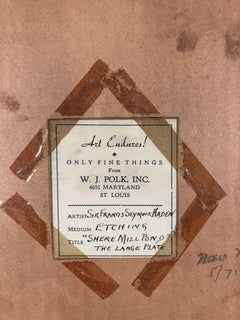 Art Endures!
ONLY FINE THINGS
From
W. J. POLK, INC.
4651 MARYLAND
ST. LOUIS
ARTIST SIR FRANCIS SEYMOUR HADEN
MEDIUM ETCHING
TITLE "SHERE MILL POND"
THE LARGE PLATE